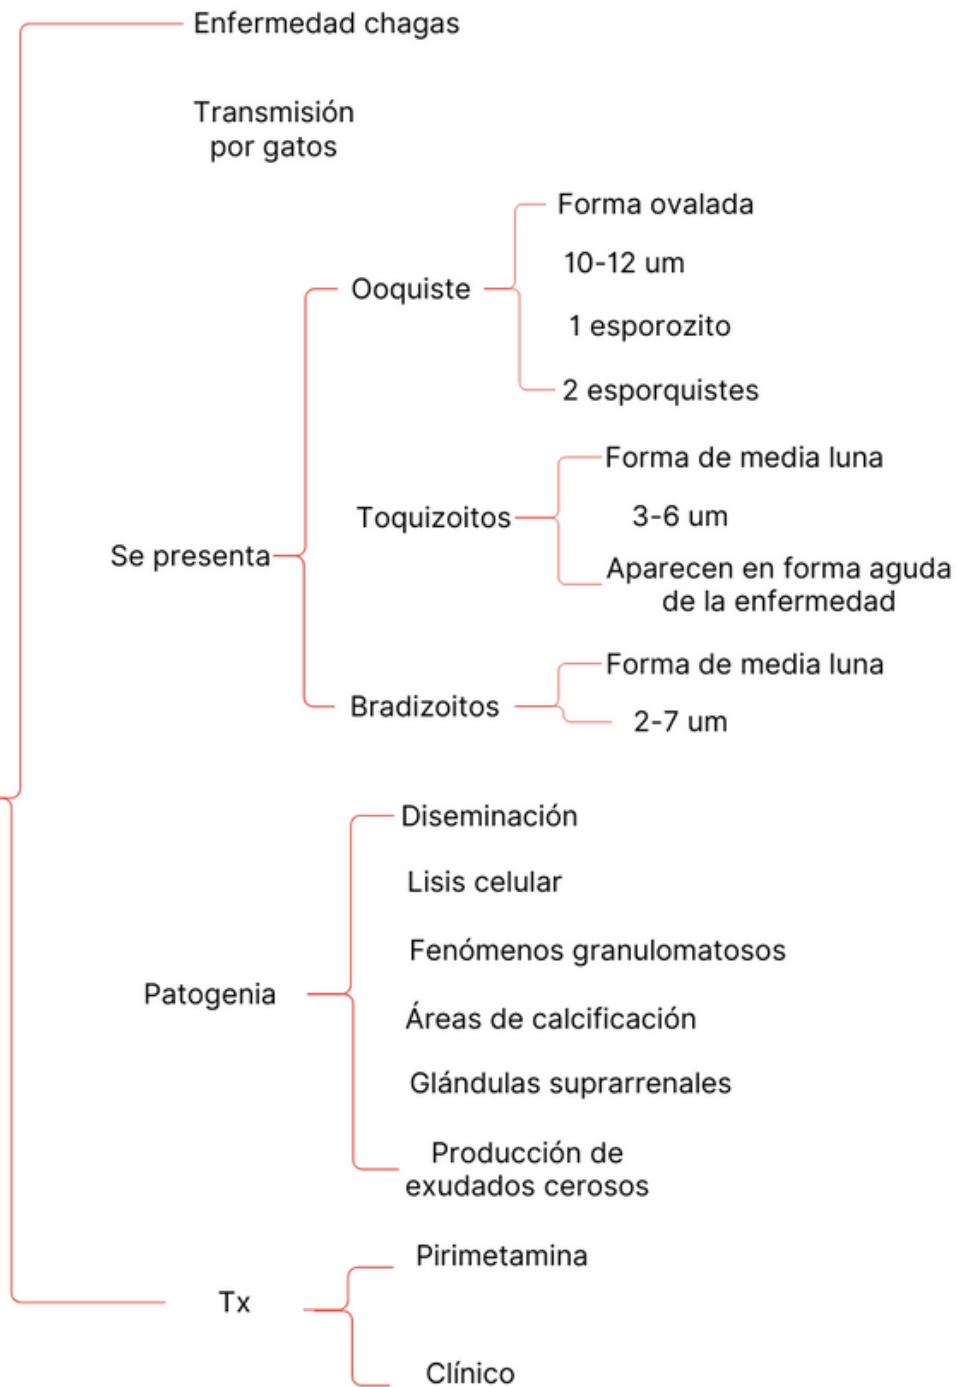 Enfermedad chagas
Transmisión
por gatos
Se presenta
Ooquiste
Forma ovalada
10-12 um
1 esporozito
2 esporquistes
Toquizoitos
Forma de media luna
3-6 um
Aparecen en forma aguda
de la enfermedad
Bradizoitos
Forma de media luna
2-7 um
Patogenia
Diseminación
Lisis celular
Fenómenos granulomatosos
Áreas de calcificación
Glándulas suprarrenales
Producción de
exudados cerosos
Tx
Pirimetamina
Clínico